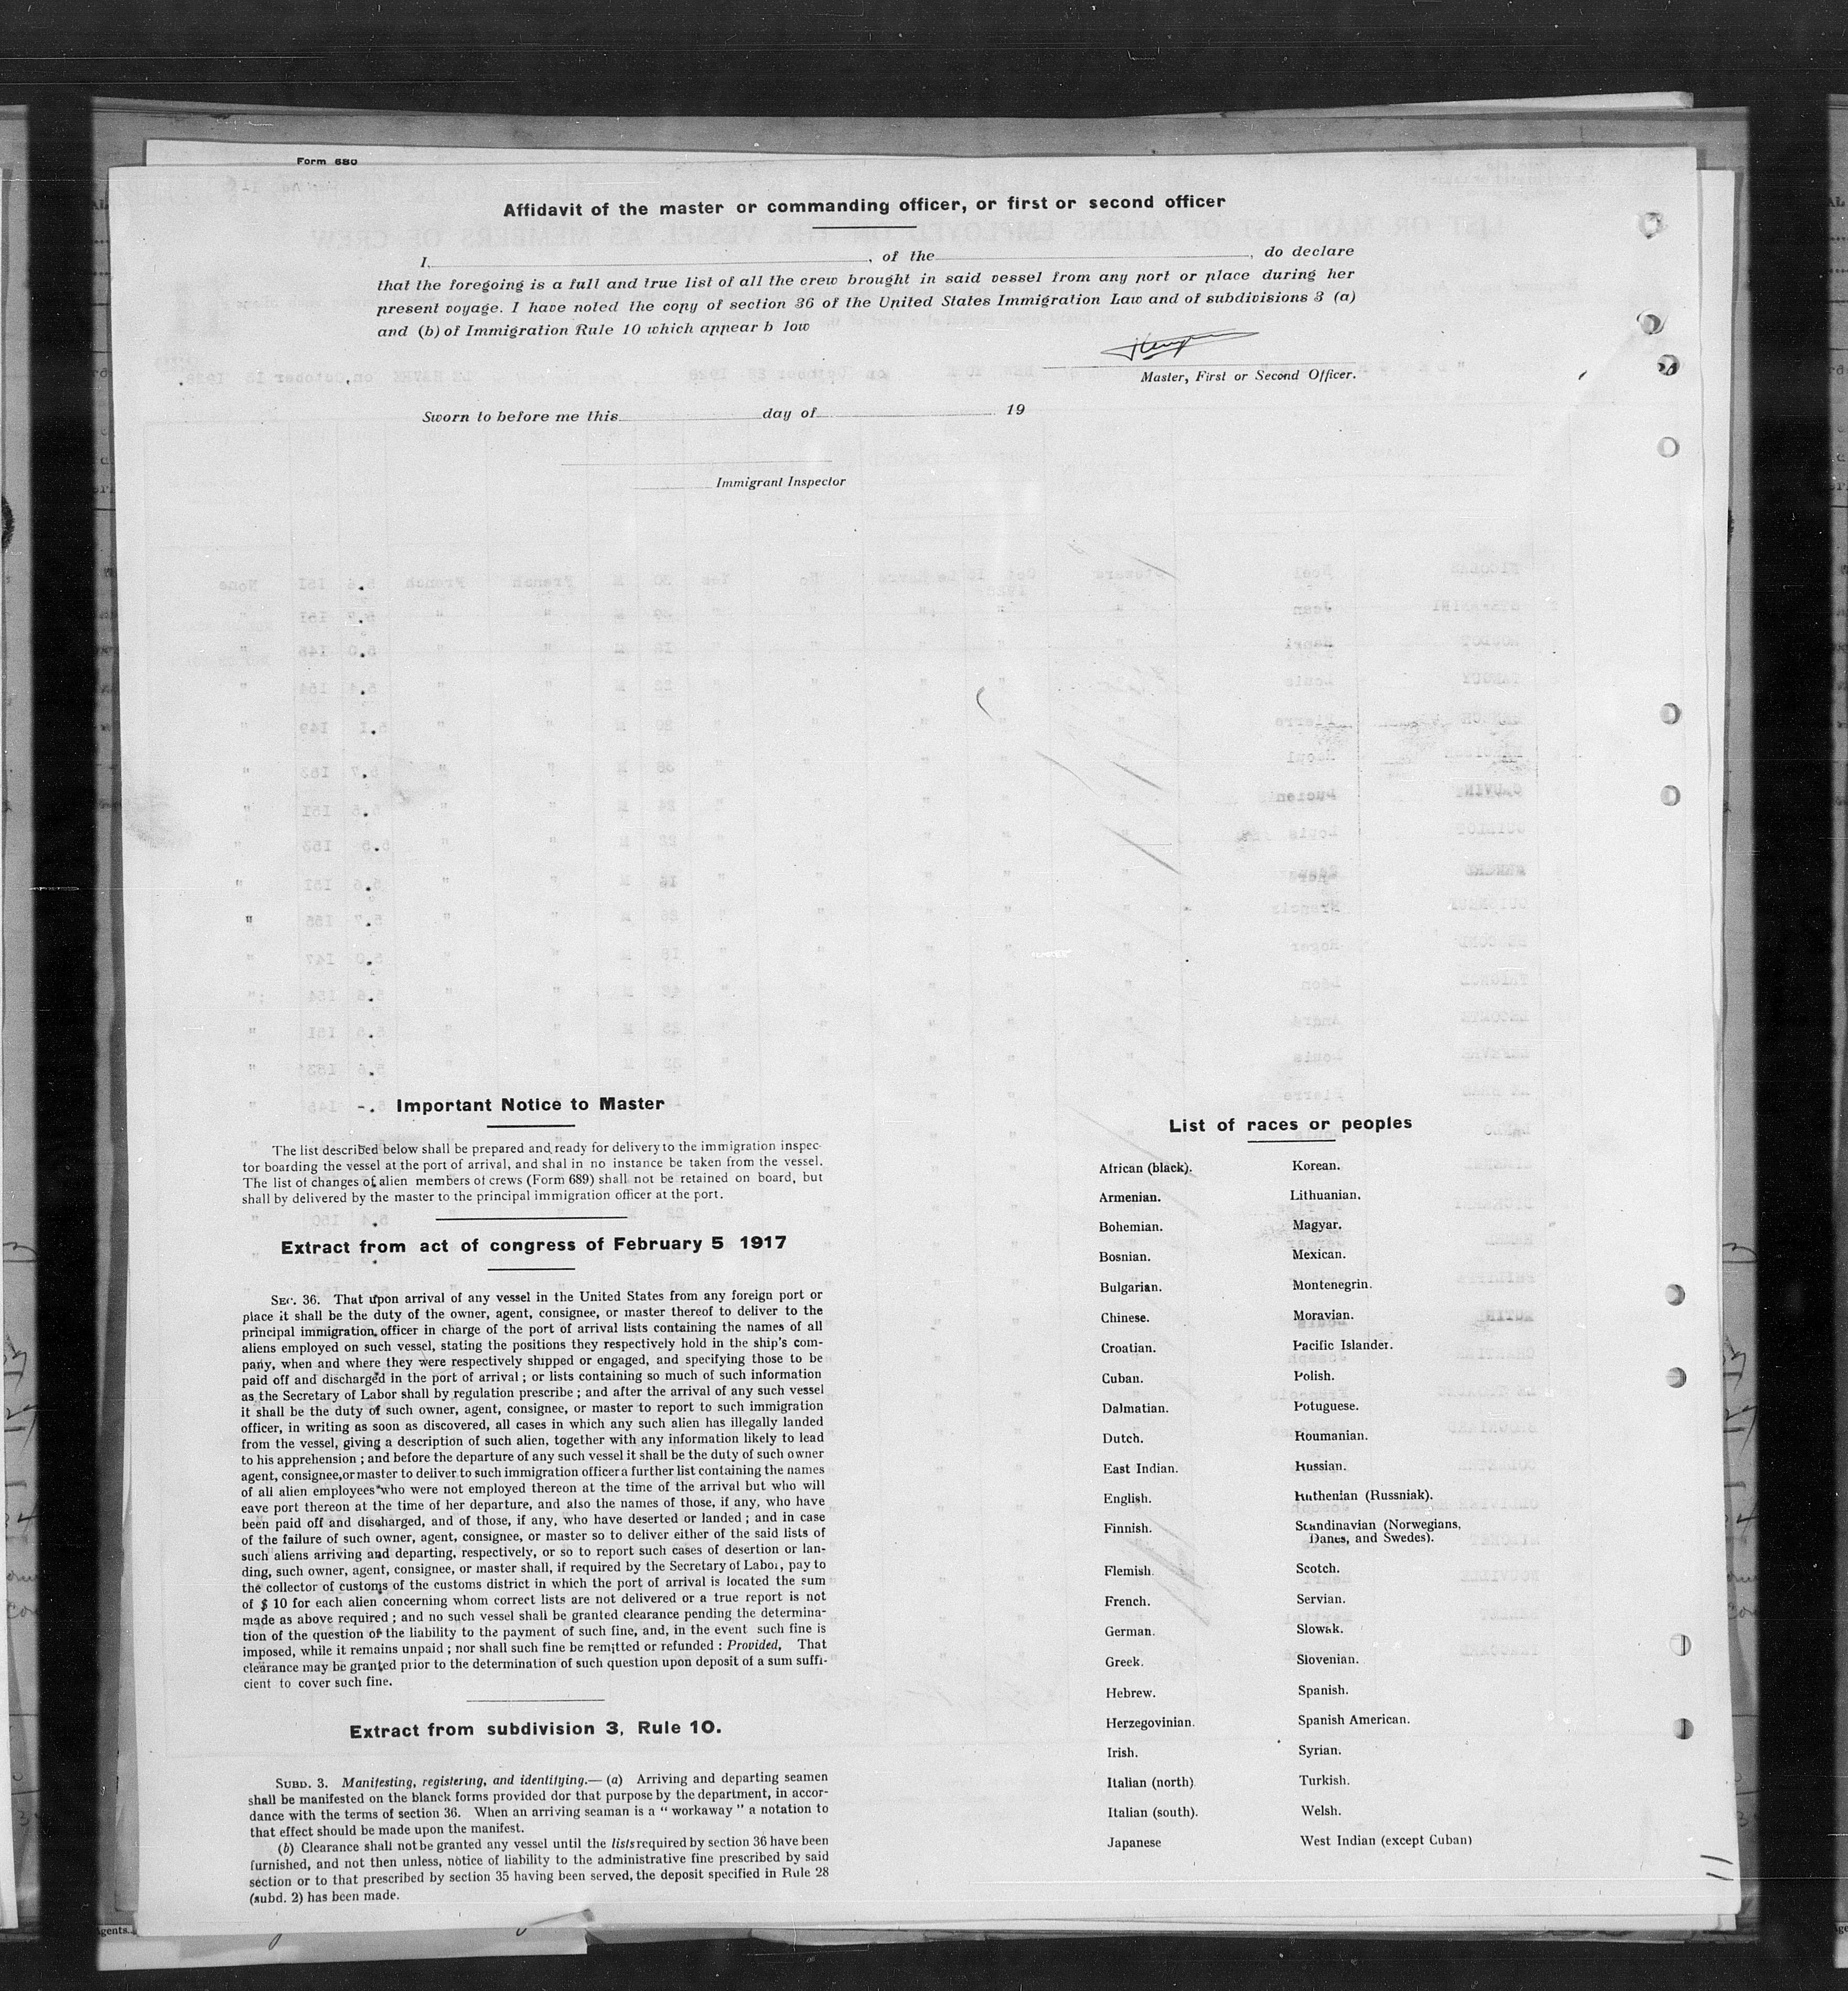 Form 680
Affidavit of the master or commanding officer, or first or second officer
I, , of the , do declare
that the foregoing is a full and true list of all the crew brought in said vessel from any port or place during her
present voyage. I have noted the copy of section 36 of the United States Immigration Law and of subdivisions 3 (a)
and (b) of Immigration Rule 10 which appear b low
Master, First or Second Officer.
Sworn to before me this day of 19
Immigrant Inspector
Important Notice to Master
The list described below shall be prepared and ready for delivery to the immigration inspec-
tor boarding the vessel at the port of arrival, and shal in no instance be taken from the vessel.
The list of changes of alien members of crews (Form 689) shall not be retained on board, but
shall by delivered by the master to the principal immigration officer at the port.
Extract from act of congress of February 5 1917
SEC. 36. That upon arrival of any vessel in the United States from any foreign port or
place it shall be the duty of the owner, agent, consignee, or master thereof to deliver to the
principal immigration officer in charge of the port of arrival lists containing the names of all
aliens employed on such vessel, stating the positions they respectively hold in the ship's com-
pany, when and where they were respectively shipped or engaged, and specifying those to be
paid off and discharged in the port of arrival ; or lists containing so much of such information
as the Secretary of Labor shall by regulation prescribe ; and after the arrival of any such vessel
it shall be the duty of such owner, agent, consignee, or master to report to such immigration
officer, in writing as soon as discovered, all cases in which any such alien has illegally landed
from the vessel, giving a description of such alien, together with any information likely to lead
to his apprehension ; and before the departure of any such vessel it shall be the duty of such owner
agent, consignee, or master to deliver to such immigration officer a further list containing the names
of all alien employees who were not employed thereon at the time of the arrival but who will
eave port thereon at the time of her departure, and also the names of those, if any, who have
been paid off and discharged, and of those, if any, who have deserted or landed ; and in case
of the failure of such owner, agent, consignee, or master so to deliver either of the said lists of
such aliens arriving and departing, respectively, or so to report such cases of desertion or lan-
ding, such owner, agent, consignee, or master shall, if required by the Secretary of Labor, pay to
the collector of customs of the customs district in which the port of arrival is located the sum
of $ 10 for each alien concerning whom correct lists are not delivered or a true report is not
made as above required ; and no such vessel shall be granted clearance pending the determina-
tion of the question of the liability to the payment of such fine, and, in the event such fine is
imposed, while it remains unpaid ; nor shall such fine be remitted or refunded : Provided, That
clearance may be granted prior to the determination of such question upon deposit of a sum suffi-
cient to cover such fine.
Extract from subdivision 3, Rule 10.
SUBD. 3. Manifesting, registering, and identifying.— (a) Arriving and departing seamen
shall be manifested on the blanck forms provided dor that purpose by the department, in accor-
dance with the terms of section 36. When an arriving seaman is a “ workaway ” a notation to
that effect should be made upon the manifest.
(b) Clearance shall not be granted any vessel until the lists required by section 36 have been
furnished, and not then unless, notice of liability to the administrative fine prescribed by said
section or to that prescribed by section 35 having been served, the deposit specified in Rule 28
(subd. 2) has been made.
List of races or peoples
African (black).
Armenian.
Bohemian.
Bosnian.
Bulgarian.
Chinese.
Croatian.
Cuban.
Dalmatian.
Dutch.
East Indian.
English.
Finnish.
Flemish.
French.
German.
Greek.
Hebrew.
Herzegovinian.
Irish.
Italian (north)
Italian (south).
Japanese
Korean.
Lithuanian.
Magyar.
Mexican.
Montenegrin.
Moravian.
Pacific Islander.
Polish.
Potuguese.
Roumanian.
Russian.
Ruthenian (Russniak).
Scandinavian (Norwegians,
Danes, and Swedes).
Scotch.
Servian.
Slowak.
Slovenian.
Spanish.
Spanish American.
Syrian.
Turkish.
Welsh.
West Indian (except Cuban)